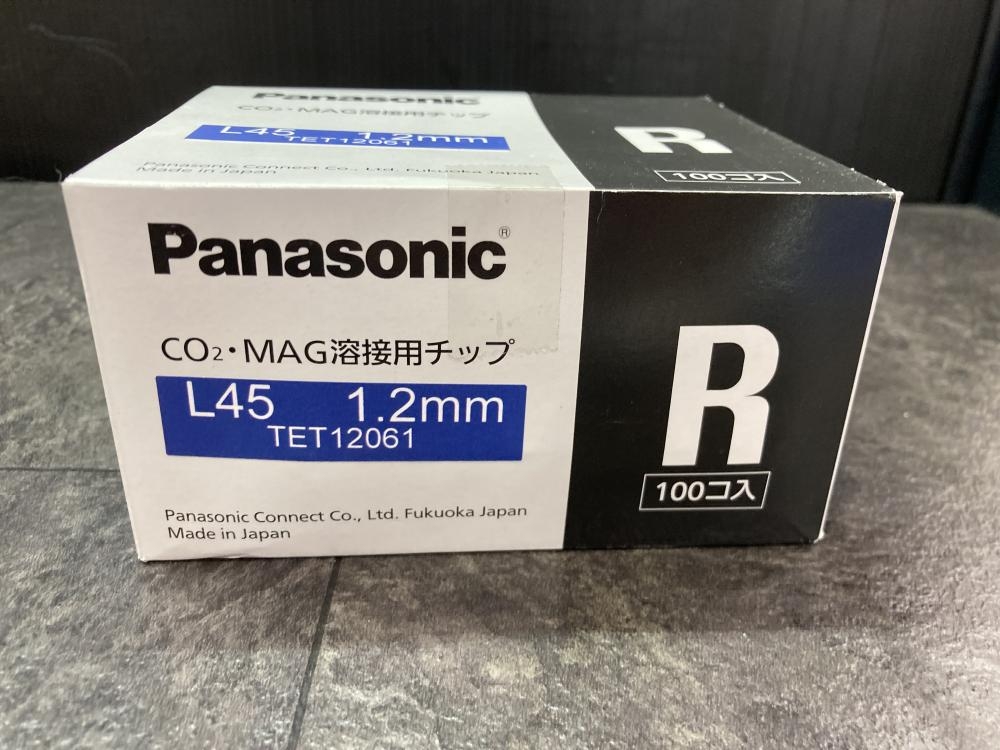 Panasonic
CO2・MAG溶接用チップ
L45 1.2mm
TET12061
Panasonic Connect Co., Ltd. Fukuoka Japan
Made in Japan
R
100コ入
Panasonic®
CO2・MAG溶接用チップ
L45 1.2mm
TET12061
Panasonic Connect Co., Ltd. Fukuoka Japan
Made in Japan
R
100コ入